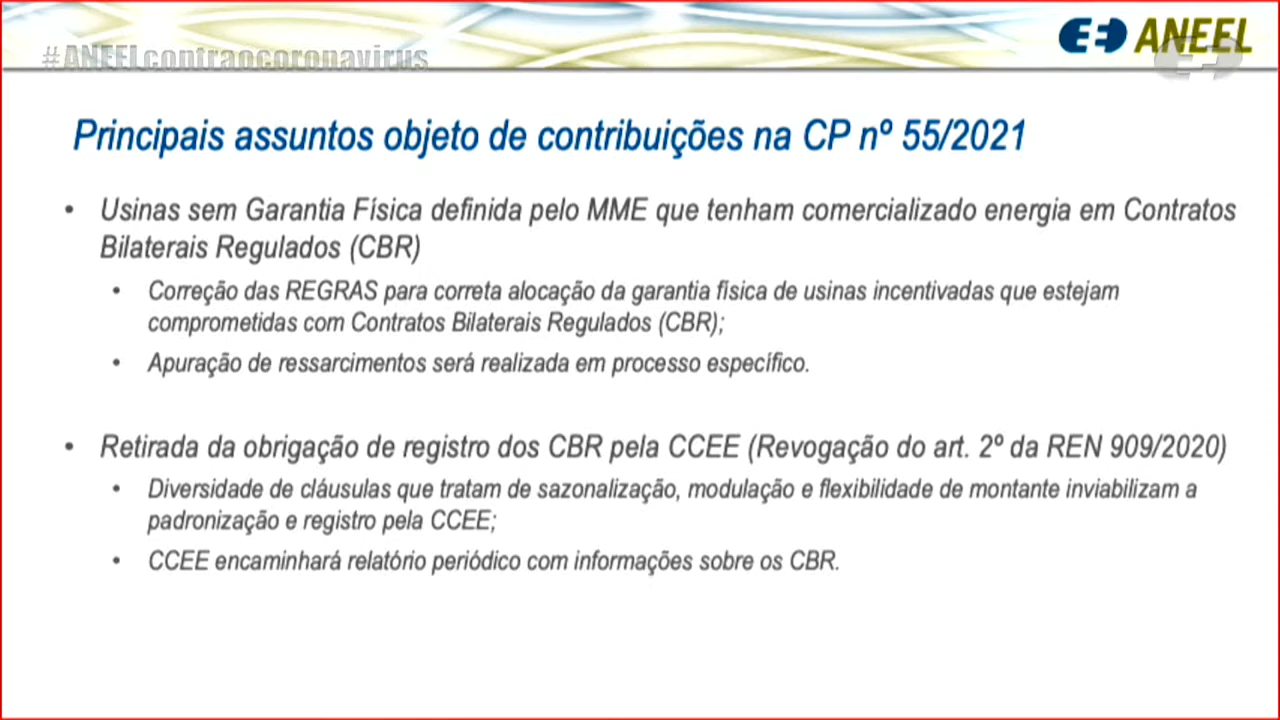 #ANEELcontraocoronavirus
ANEEL
Principais assuntos objeto de contribuições na CP nº 55/2021
• Usinas sem Garantia Física definida pelo MME que tenham comercializado energia em Contratos
Bilaterais Regulados (CBR)
• Correção das REGRAS para correta alocação da garantia física de usinas incentivadas que estejam
comprometidas com Contratos Bilaterais Regulados (CBR);
• Apuração de ressarcimentos será realizada em processo específico.
• Retirada da obrigação de registro dos CBR pela CCEE (Revogação do art. 2º da REN 909/2020)
• Diversidade de cláusulas que tratam de sazonalização, modulação e flexibilidade de montante inviabilizam a
padronização e registro pela CCEE;
• CCEE encaminhará relatório periódico com informações sobre os CBR.